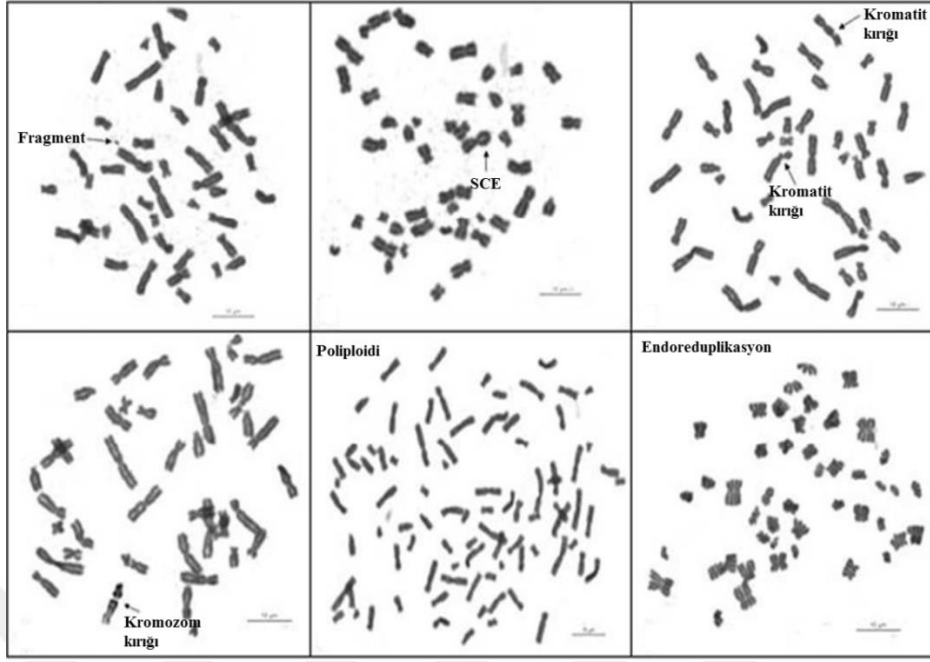 Fragment
SCE
Kromatit
kırığı
Kromatit
kırığı
Kromozom
kırığı
Poliploidi
Endoreduplikasyon